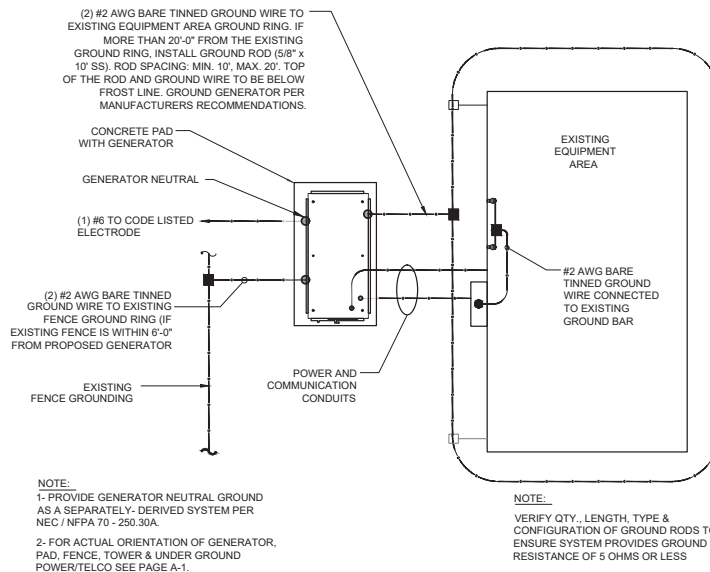 (2) #2 AWG BARE TINNED GROUND WIRE TO
EXISTING EQUIPMENT AREA GROUND RING. IF
MORE THAN 20'-0" FROM THE EXISTING
GROUND RING, INSTALL GROUND ROD (5/8" x
10' SS). ROD SPACING: MIN. 10', MAX. 20'. TOP
OF THE ROD AND GROUND WIRE TO BE BELOW
FROST LINE. GROUND GENERATOR PER
MANUFACTURERS RECOMMENDATIONS.
CONCRETE PAD
WITH GENERATOR
GENERATOR NEUTRAL
(1) #6 TO CODE LISTED
ELECTRODE
(2) #2 AWG BARE TINNED
GROUND WIRE TO EXISTING
FENCE GROUND RING (IF
EXISTING FENCE IS WITHIN 6'-0"
FROM PROPOSED GENERATOR
EXISTING
FENCE GROUNDING
POWER AND
COMMUNICATION
CONDUITS
EXISTING
EQUIPMENT
AREA
#2 AWG BARE
TINNED GROUND
WIRE CONNECTED
TO EXISTING
GROUND BAR
NOTE:
1- PROVIDE GENERATOR NEUTRAL GROUND
AS A SEPARATELY- DERIVED SYSTEM PER
NEC / NFPA 70 - 250.30A.
2- FOR ACTUAL ORIENTATION OF GENERATOR,
PAD, FENCE, TOWER & UNDER GROUND
POWER/TELCO SEE PAGE A-1.
NOTE:
VERIFY QTY., LENGTH, TYPE &
CONFIGURATION OF GROUND RODS TO
ENSURE SYSTEM PROVIDES GROUND
RESISTANCE OF 5 OHMS OR LESS